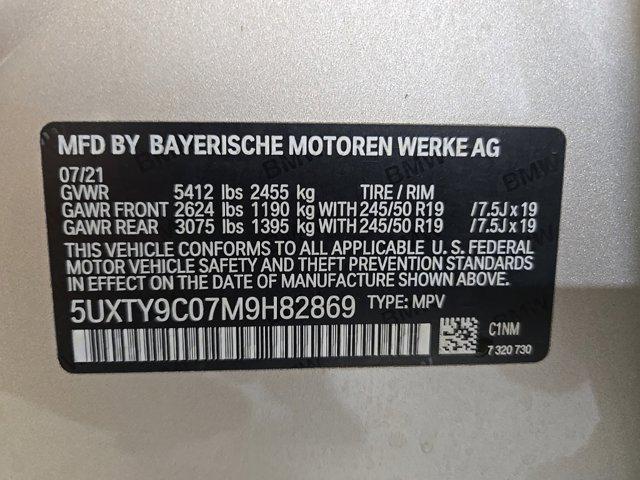 MFD BY BAYERISCHE MOTOREN WERKE AG
07/21
GVWR 5412 lbs 2455 kg TIRE / RIM
GAWR FRONT 2624 lbs 1190 kg WITH 245/50 R19 /7.5J x 19
GAWR REAR 3075 lbs 1395 kg WITH 245/50 R19 /7.5J x 19
THIS VEHICLE CONFORMS TO ALL APPLICABLE U. S. FEDERAL
MOTOR VEHICLE SAFETY AND THEFT PREVENTION STANDARDS
IN EFFECT ON THE DATE OF MANUFACTURE SHOWN ABOVE.
5UXTY9C07M9H82869 TYPE: MPV
C1NM
7 320 730